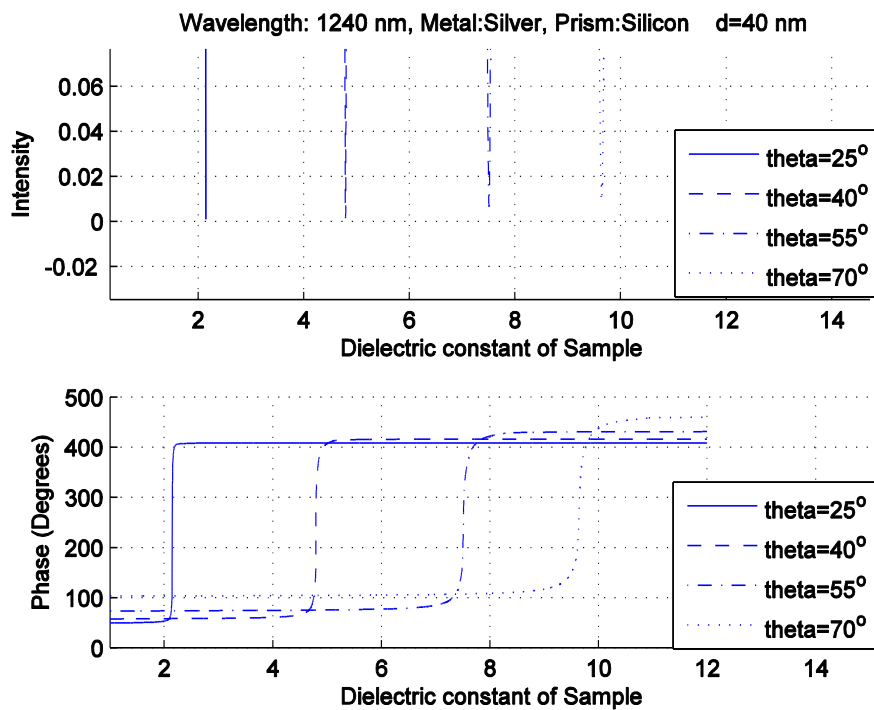 Wavelength: 1240 nm, Metal:Silver, Prism:Silicon d=40 nm
0.06
0.04
0.02
0
-0.02
Intensity
theta=25o
theta=40o
theta=55o
theta=70o
2 4 6 8 10 12 14
Dielectric constant of Sample
500
400
300
200
100
0
Phase (Degrees)
theta=25o
theta=40o
theta=55o
theta=70o
2 4 6 8 10 12 14
Dielectric constant of Sample